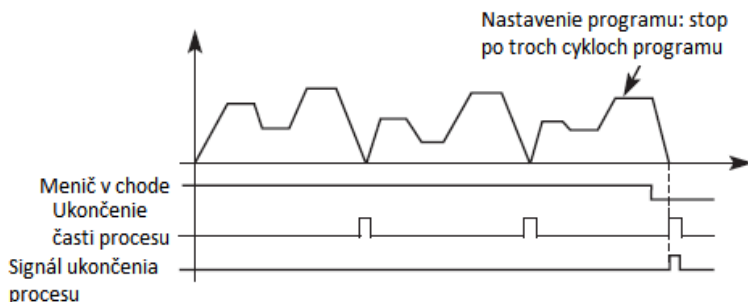 Nastavenie programu: stop
po troch cykloch programu
Menič v chode
Ukončenie
časti procesu
Signál ukončenia
procesu